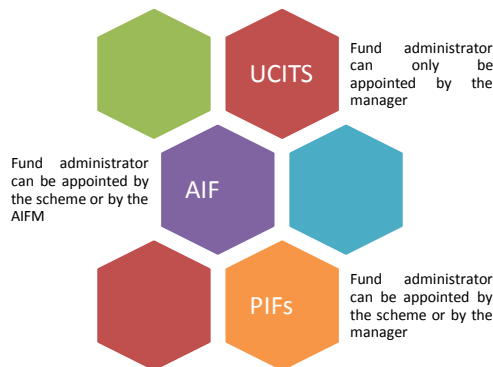 UCITS
Fund administrator
can only be
appointed by the
manager
Fund administrator
can be appointed by
the scheme or by the
AIFM
AIF
PIFs
Fund administrator
can be appointed by
the scheme or by the
manager